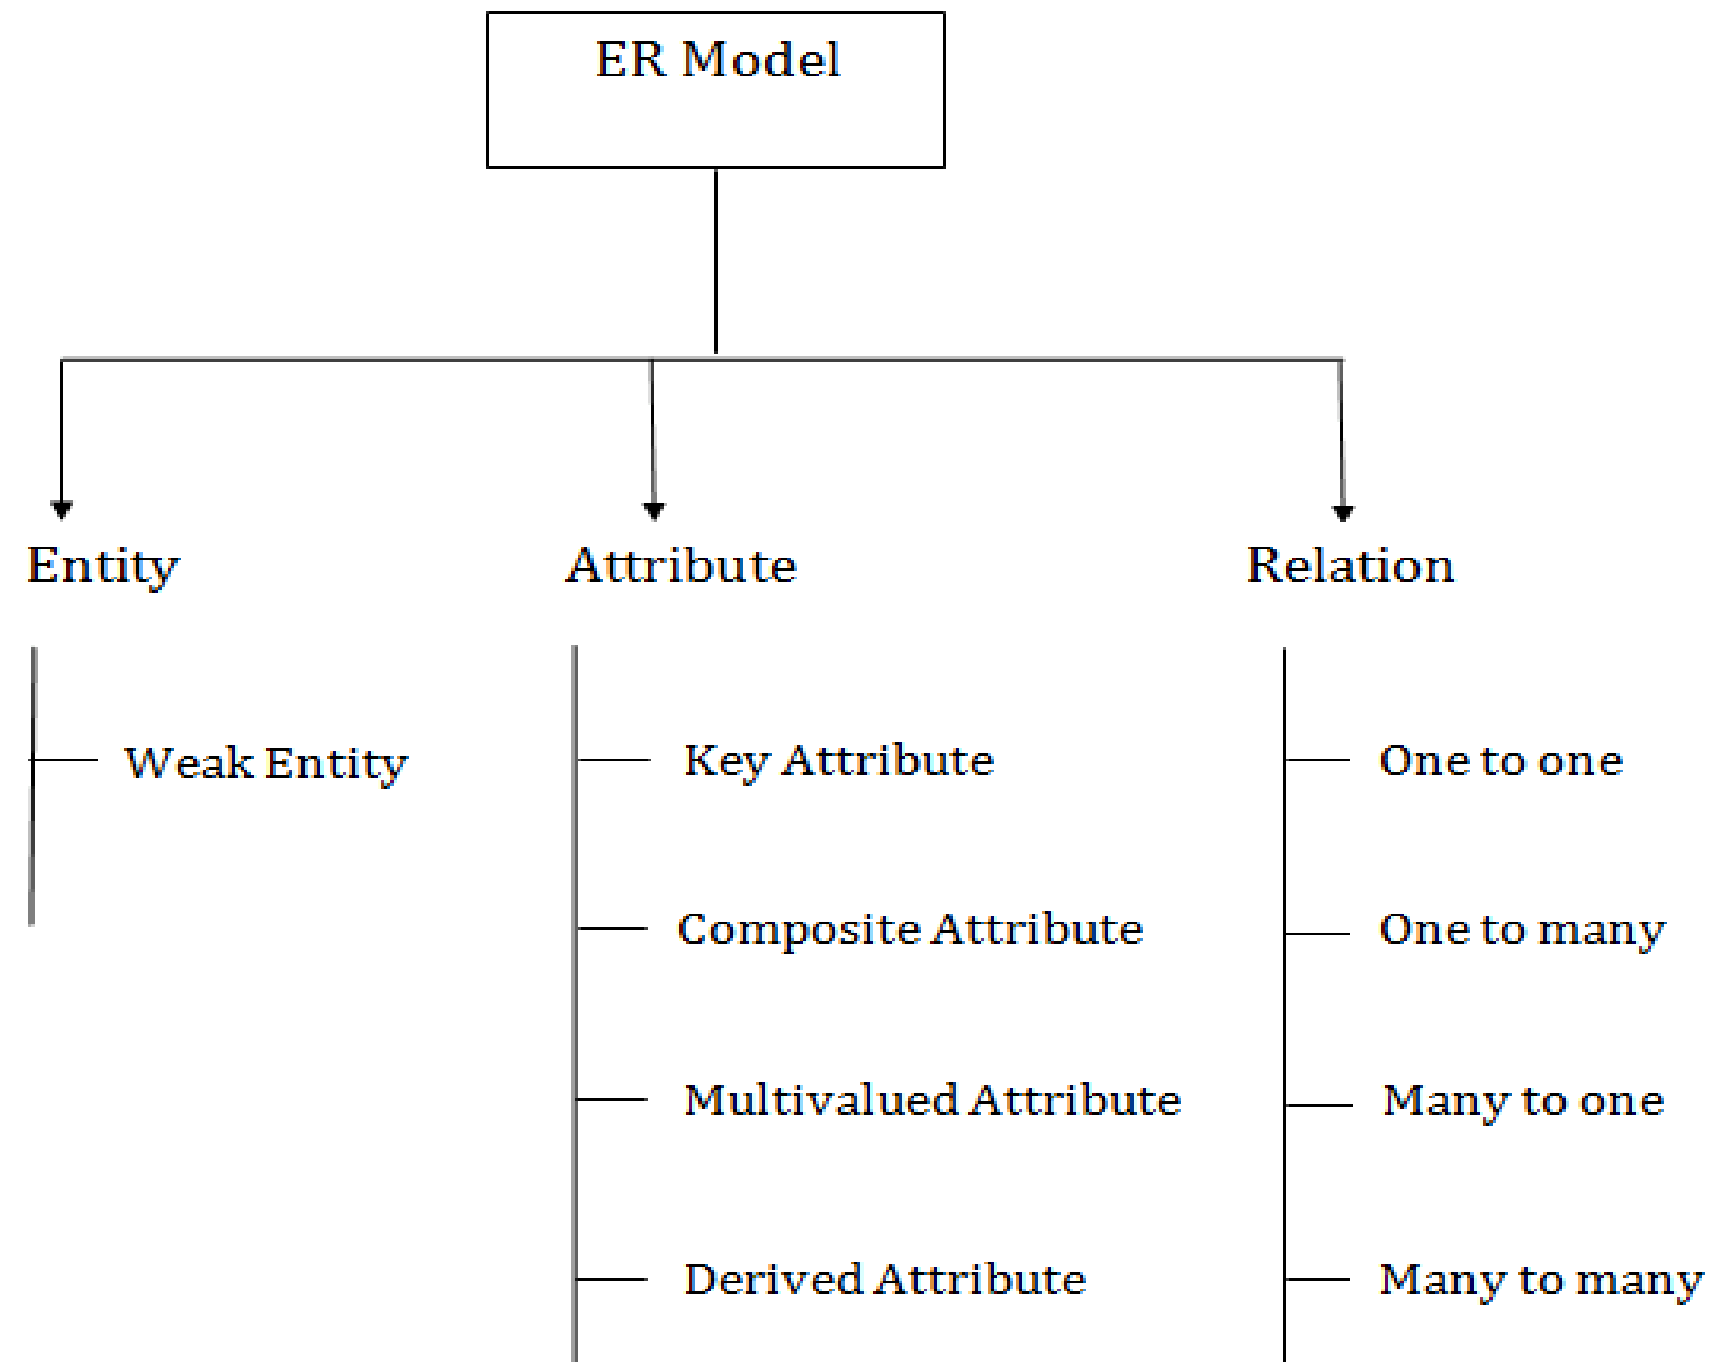 ER Model
Entity
Attribute
Relation
Weak Entity
Key Attribute
One to one
Composite Attribute
One to many
Multivalued Attribute
Many to one
Derived Attribute
Many to many